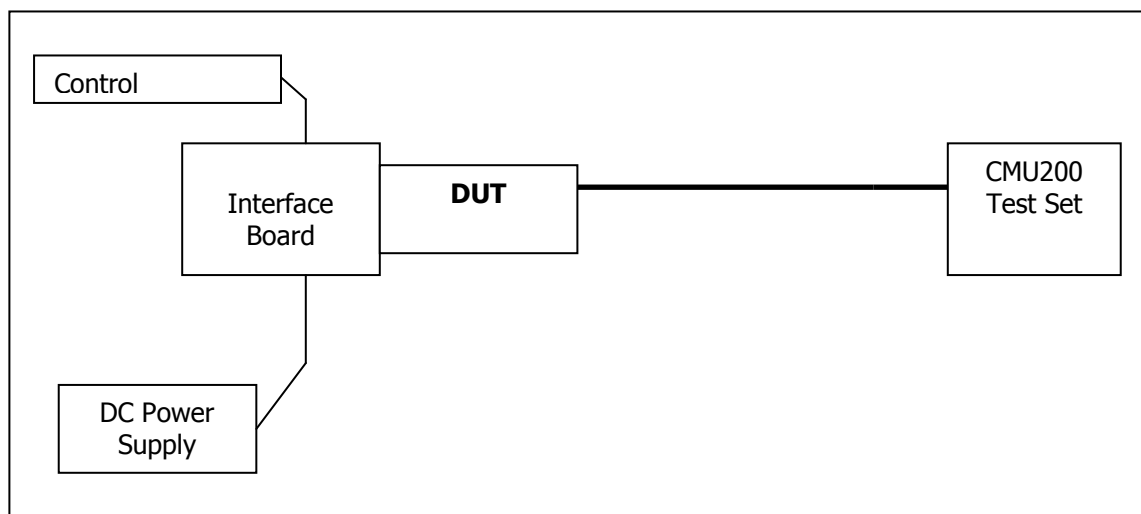 Control
Interface
Board
DUT
CMU200
Test Set
DC Power
Supply